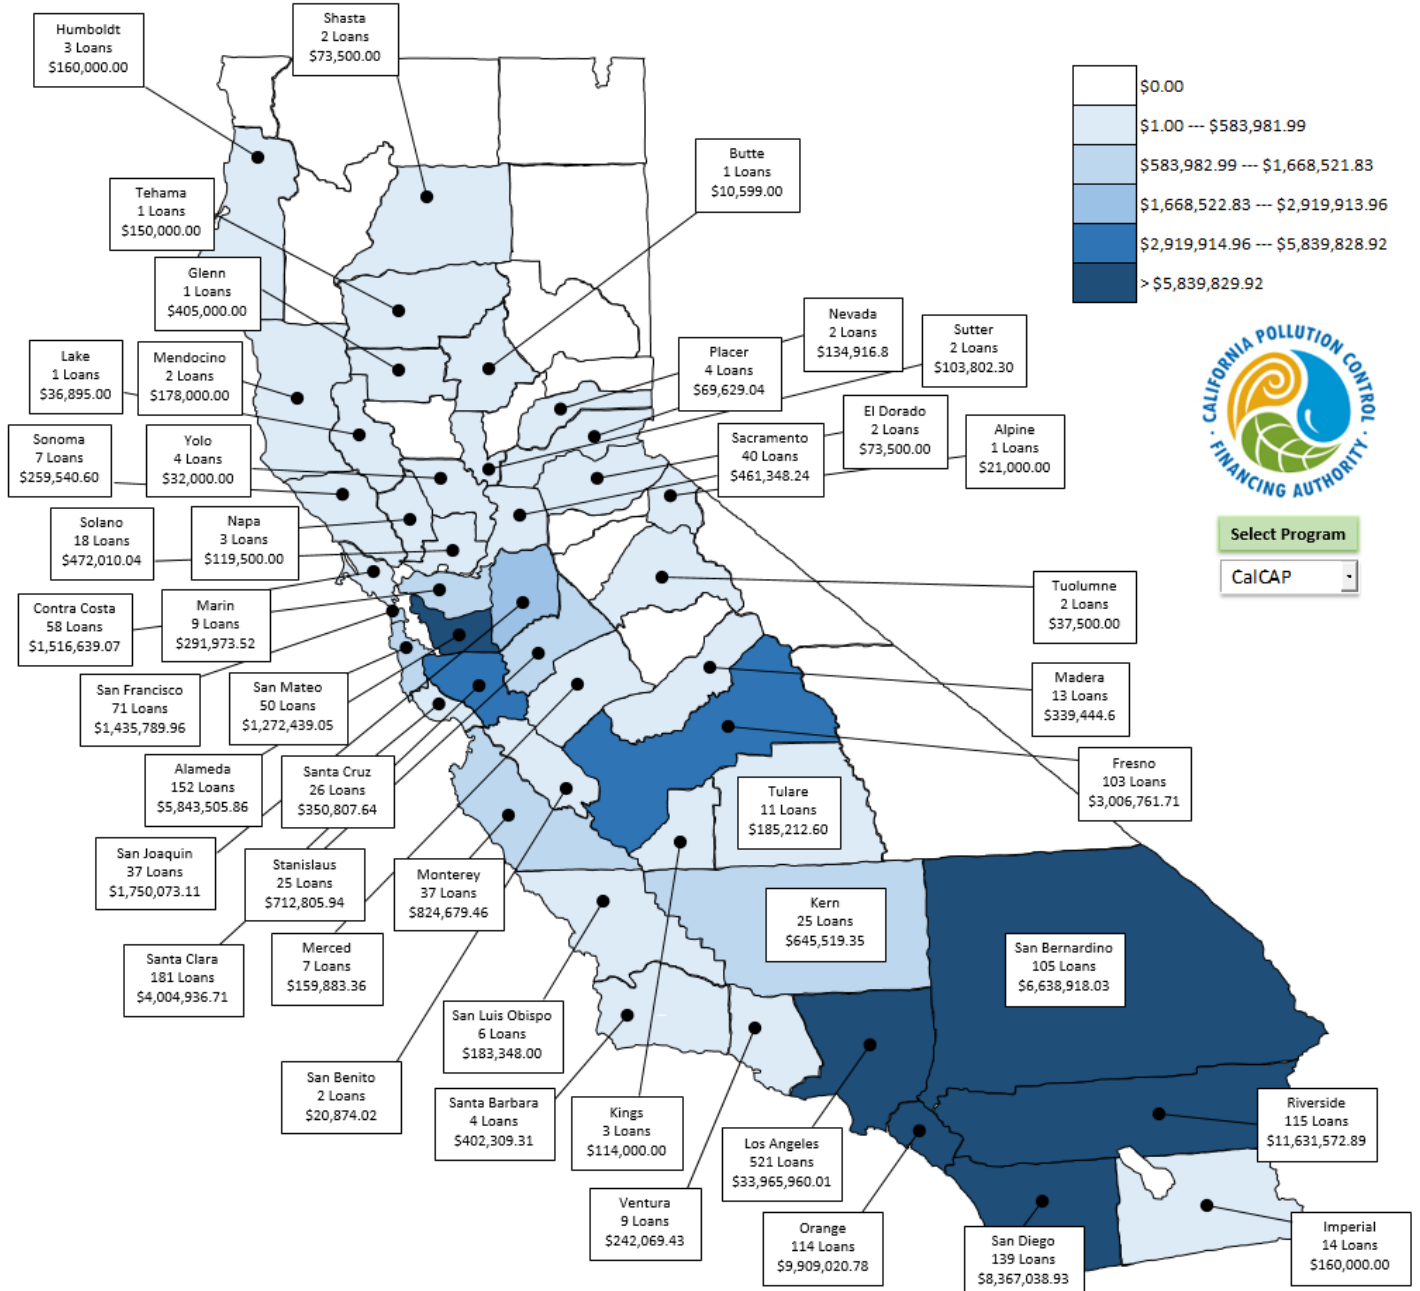 Humboldt
3 Loans
$160,000.00
Shasta
2 Loans
$73,500.00
$0.00
$1.00 --- $583,981.99
$583,982.99 --- $1,668,521.83
$1,668,522.83 --- $2,919,913.96
$2,919,914.96 --- $5,839,828.92
> $5,839,829.92
Butte
1 Loans
$10,599.00
Tehama
1 Loans
$150,000.00
Glenn
1 Loans
$405,000.00
Nevada
2 Loans
$134,916.8
Sutter
2 Loans
$103,802.30
Lake
1 Loans
$36,895.00
Mendocino
2 Loans
$178,000.00
Placer
4 Loans
$69,629.04
El Dorado
2 Loans
$73,500.00
Alpine
1 Loans
$21,000.00
Sonoma
7 Loans
$259,540.60
Yolo
4 Loans
$32,000.00
Sacramento
40 Loans
$461,348.24
CALIFORNIA POLLUTION CONTROL
· FINANCING AUTHORITY ·
Select Program
CalCAP
Solano
18 Loans
$472,010.04
Napa
3 Loans
$119,500.00
Tuolumne
2 Loans
$37,500.00
Contra Costa
58 Loans
$1,516,639.07
Marin
9 Loans
$291,973.52
Madera
13 Loans
$339,444.6
San Francisco
71 Loans
$1,435,789.96
San Mateo
50 Loans
$1,272,439.05
Alameda
152 Loans
$5,843,505.86
Santa Cruz
26 Loans
$350,807.64
Tulare
11 Loans
$185,212.60
Fresno
103 Loans
$3,006,761.71
San Joaquin
37 Loans
$1,750,073.11
Stanislaus
25 Loans
$712,805.94
Monterey
37 Loans
$824,679.46
Kern
25 Loans
$645,519.35
San Bernardino
105 Loans
$6,638,918.03
Santa Clara
181 Loans
$4,004,936.71
Merced
7 Loans
$159,883.36
San Luis Obispo
6 Loans
$183,348.00
San Benito
2 Loans
$20,874.02
Santa Barbara
4 Loans
$402,309.31
Kings
3 Loans
$114,000.00
Los Angeles
521 Loans
$33,965,960.01
Riverside
115 Loans
$11,631,572.89
Ventura
9 Loans
$242,069.43
Orange
114 Loans
$9,909,020.78
San Diego
139 Loans
$8,367,038.93
Imperial
14 Loans
$160,000.00